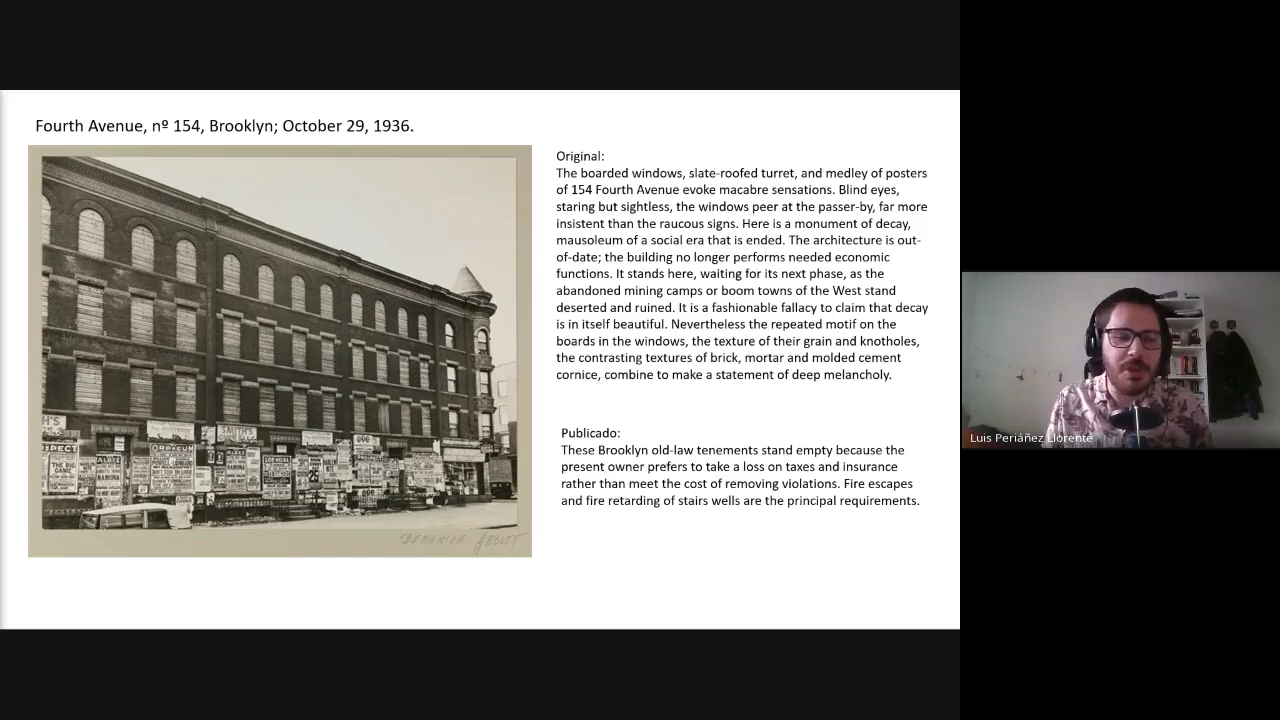 Fourth Avenue, nº 154, Brooklyn; October 29, 1936.
Original:
The boarded windows, slate-roofed turret, and medley of posters
of 154 Fourth Avenue evoke macabre sensations. Blind eyes,
staring but sightless, the windows peer at the passer-by, far more
insistent than the raucous signs. Here is a monument of decay,
mausoleum of a social era that is ended. The architecture is out-
of-date; the building no longer performs needed economic
functions. It stands here, waiting for its next phase, as the
abandoned mining camps or boom towns of the West stand
deserted and ruined. It is a fashionable fallacy to claim that decay
is in itself beautiful. Nevertheless the repeated motif on the
boards in the windows, the texture of their grain and knotholes,
the contrasting textures of brick, mortar and molded cement
cornice, combine to make a statement of deep melancholy.
Publicado:
These Brooklyn old-law tenements stand empty because the
present owner prefers to take a loss on taxes and insurance
rather than meet the cost of removing violations. Fire escapes
and fire retarding of stairs wells are the principal requirements.
H'S
SMITH'S
ORPHEUM
THE BIG
GAME
RAMONA
BERENICE ABBOTT
Luis Periáñez Llorente